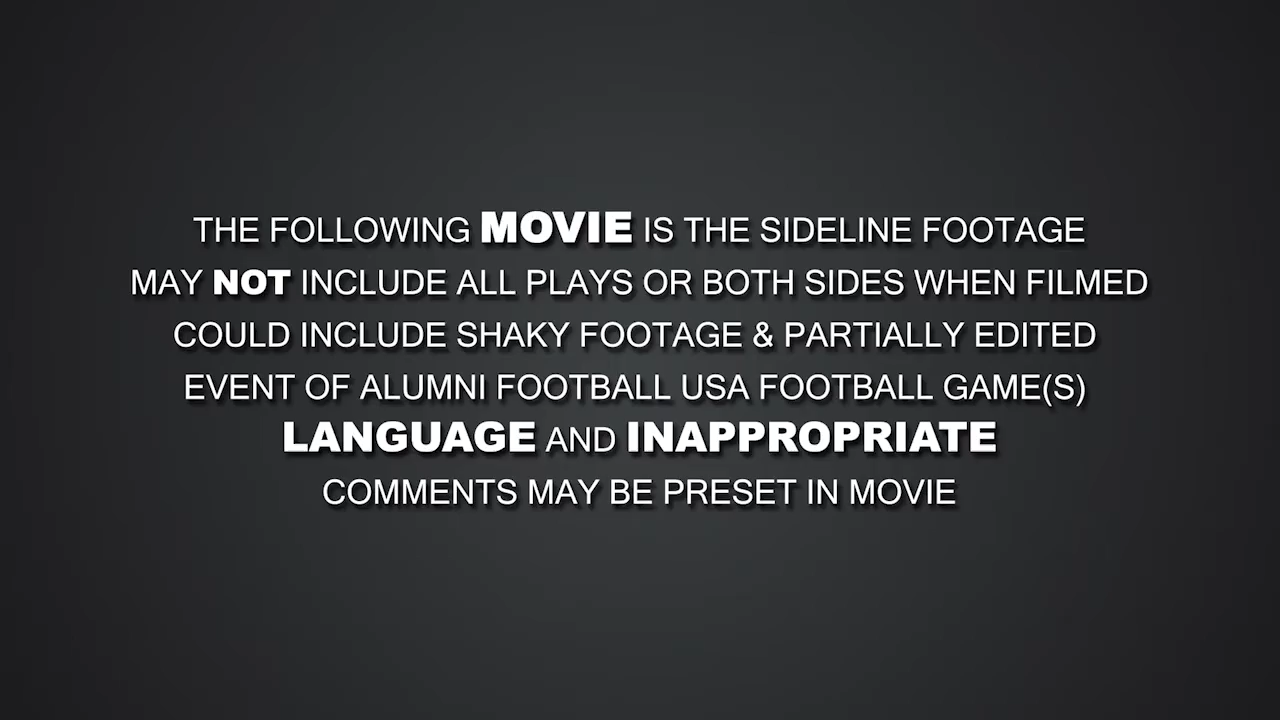 THE FOLLOWING MOVIE IS THE SIDELINE FOOTAGE
MAY NOT INCLUDE ALL PLAYS OR BOTH SIDES WHEN FILMED
COULD INCLUDE SHAKY FOOTAGE & PARTIALLY EDITED
EVENT OF ALUMNI FOOTBALL USA FOOTBALL GAME(S)
LANGUAGE AND INAPPROPRIATE
COMMENTS MAY BE PRESET IN MOVIE